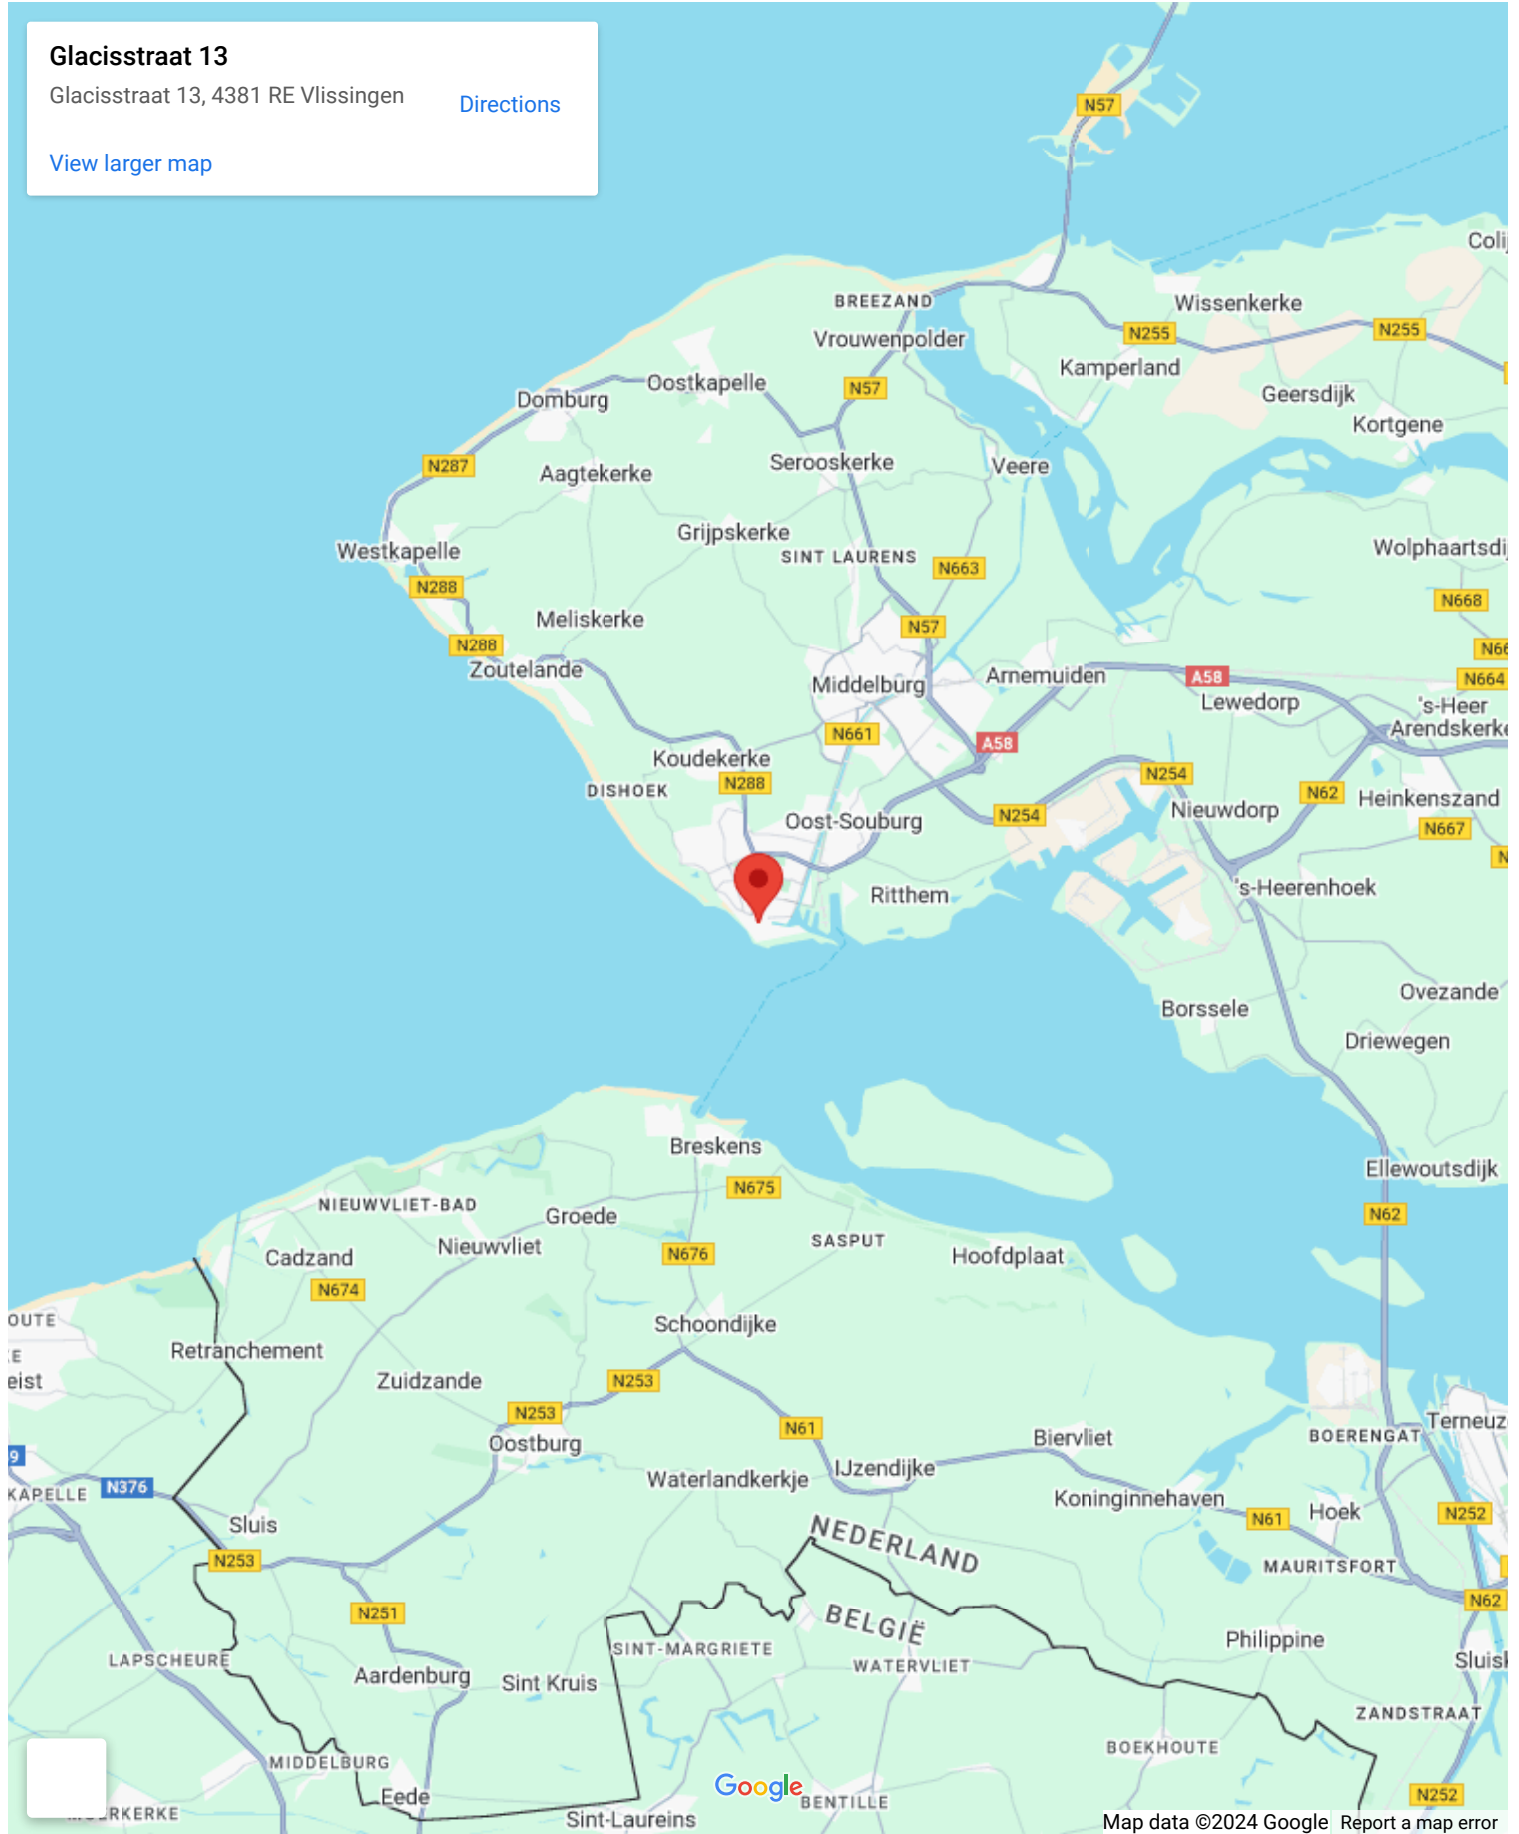 Glacisstraat 13
Glacisstraat 13, 4381 RE Vlissingen
Directions
View larger map
N57
BREEZAND
Wissenkerke
Vrouwenpolder
N255
N255
Kamperland
Oostkapelle
N57
Domburg
Geersdijk
Kortgene
N287
Aagtekerke
Serooskerke
Veere
Grijpskerke
Westkapelle
SINT LAURENS
N663
N288
N668
Meliskerke
N57
N288
Zoutelande
Middelburg
Arnemuiden
A58
N664
Lewedorp
's-Heer
N661
A58
Koudekerke
N288
N254
DISHOEK
N62
Heinkenszand
Oost-Souburg
N254
Nieuwdorp
N667
Ritthem
's-Heerenhoek
Ovezande
Borssele
Driewegen
Breskens
Ellewoutsdijk
N675
NIEUWVLIET-BAD
Groede
N62
SASPUT
Cadzand
Nieuwvliet
N676
Hoofdplaat
N674
OUTE
Schoondijke
Retranchement
eist
Zuidzande
N253
N253
N61
Terneuz
Oostburg
Biervliet
BOERENGAT
9
IJzendijke
Waterlandkerkje
N376
KAPELLE
Koninginnehaven
Hoek
N252
Sluis
N61
NEDERLAND
N253
MAURITSFORT
N251
N62
BELGIË
Philippine
LAPSCHEURE
SINT-MARGRIETE
WATERVLIET
Aardenburg
Sint Kruis
ZANDSTRAAT
BOEKHOUTE
MIDDELBURG
Google
Eede
BENTILLE
N252
Sint-Laureins
Map data ©2024 Google
Report a map error